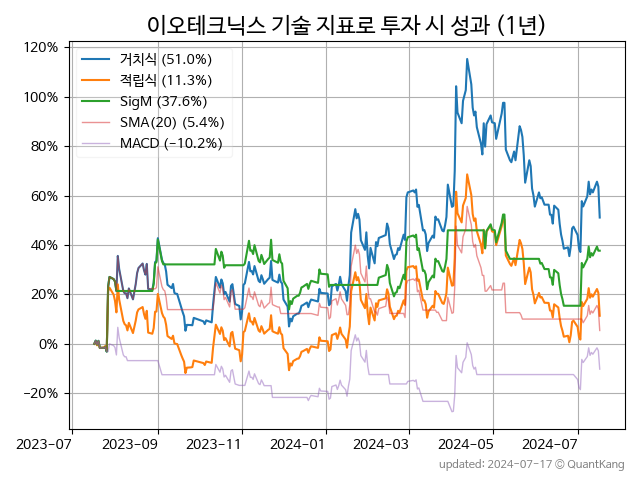 이오테크닉스 기술 지표로 투자 시 성과 (1년)
120%
100%
80%
60%
40%
20%
0%
−20%
거치식 (51.0%)
적립식 (11.3%)
SigM (37.6%)
SMA(20) (5.4%)
MACD (−10.2%)
2023-07
2023-09
2023-11
2024-01
2024-03
2024-05
2024-07
updated: 2024-07-17 © QuantKang